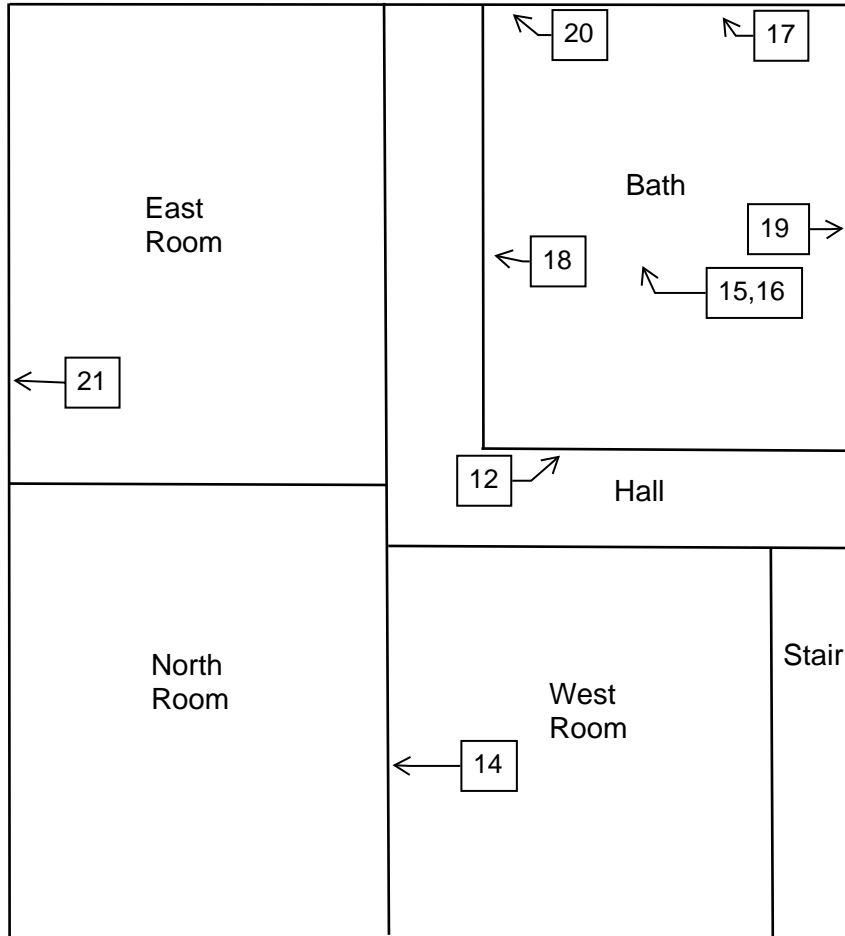 20
17
Bath
East
Room
19
18
15,16
21
12
Hall
North
Room
Stair
West
Room
14